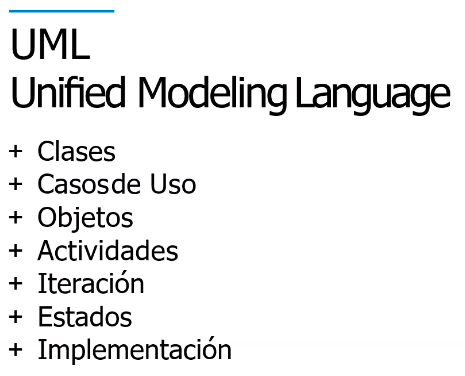 UML
Unified Modeling Language
+ Clases
+ Casos de Uso
+ Objetos
+ Actividades
+ Iteración
+ Estados
+ Implementación